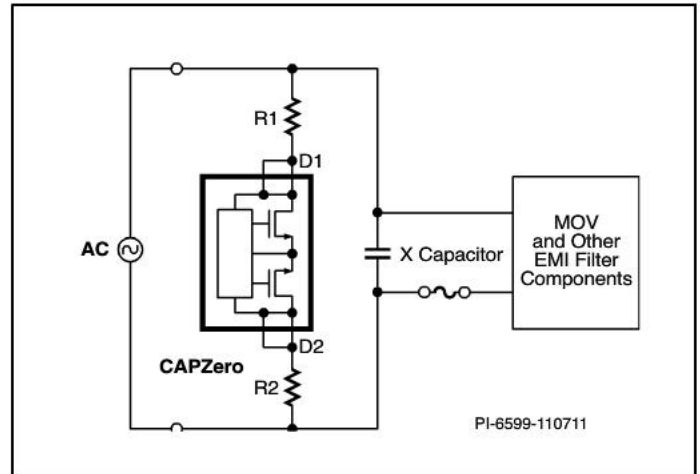 R1
D1
AC
X Capacitor
MOV
and Other
EMI Filter
Components
D2
CAPZero
R2
PI-6599-110711